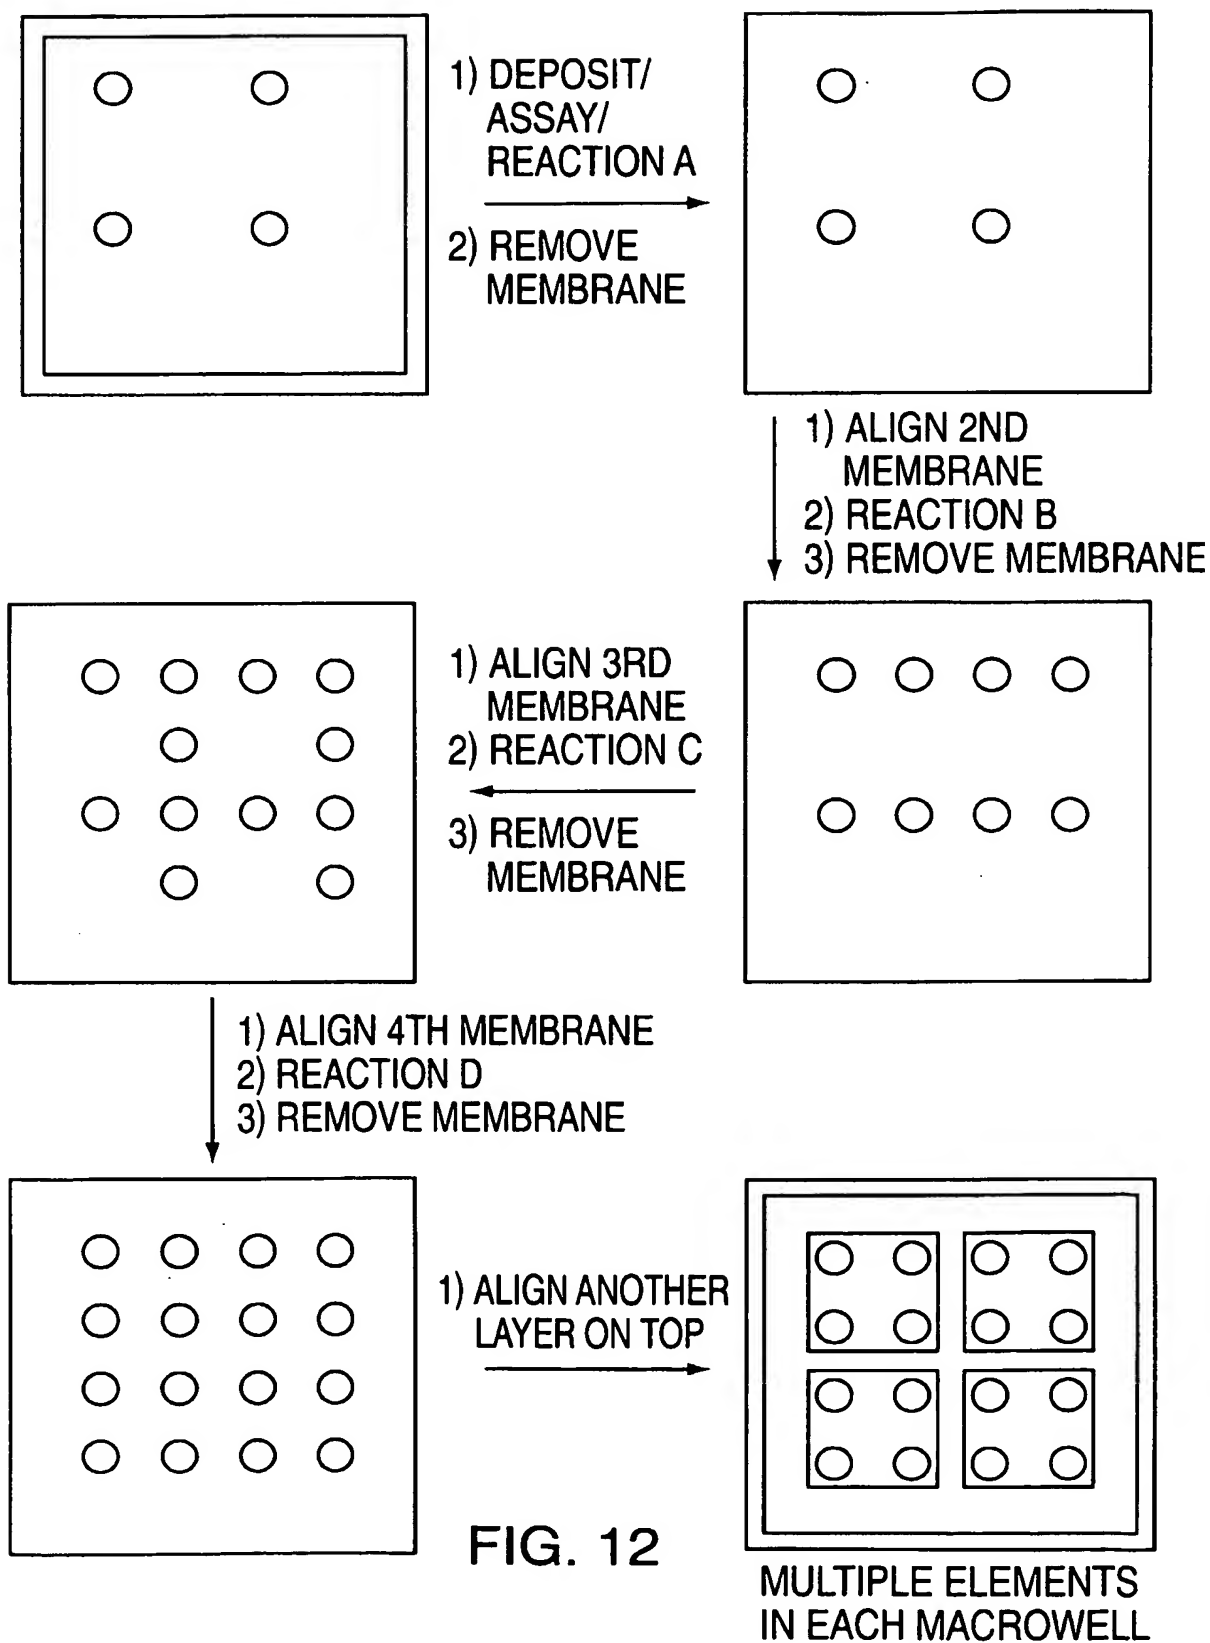 1) DEPOSIT/
ASSAY/
REACTION A
2) REMOVE
MEMBRANE
1) ALIGN 2ND
MEMBRANE
2) REACTION B
3) REMOVE MEMBRANE
1) ALIGN 3RD
MEMBRANE
2) REACTION C
3) REMOVE
MEMBRANE
1) ALIGN 4TH MEMBRANE
2) REACTION D
3) REMOVE MEMBRANE
1) ALIGN ANOTHER
LAYER ON TOP
FIG. 12
MULTIPLE ELEMENTS
IN EACH MACROWELL